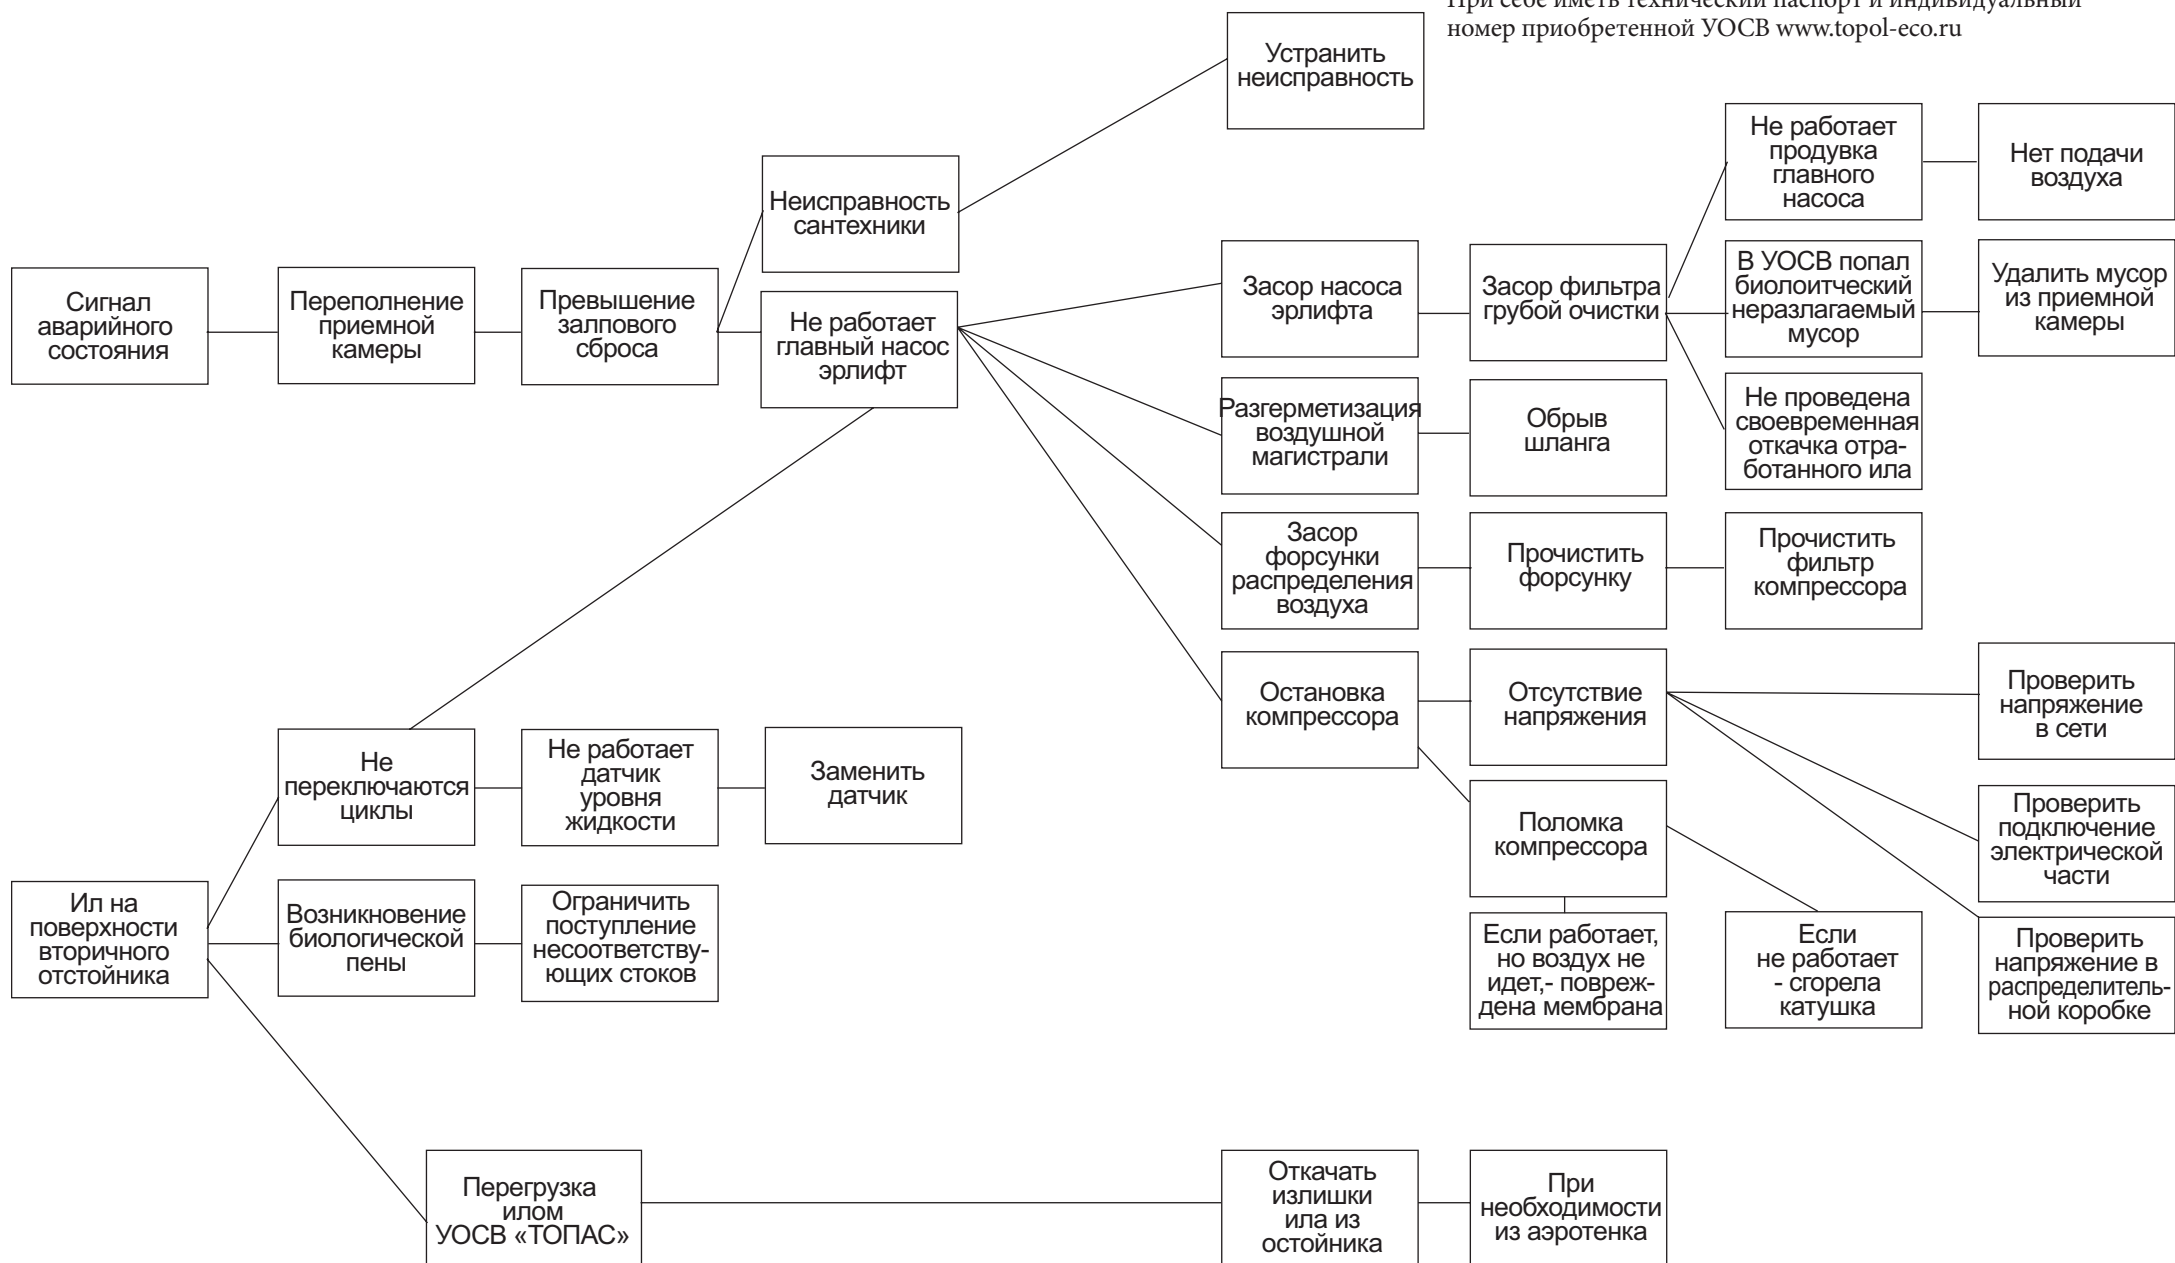 При себе иметь технический паспорт и индивидуальный
номер приобретенной УОСВ www.topol-eco.ru
Устранить
неисправность
Неисправность
сантехники
Сигнал
аварийного
состояния
Переполнение
приемной
камеры
Превышение
залпового
сброса
Не работает
главный насос
эрлифт
Засор насоса
эрлифта
Засор фильтра
грубой очистки
Не работает
продувка
главного
насоса
Нет подачи
воздуха
В УОСВ попал
биолоитческий
неразлагаемый
мусор
Удалить мусор
из приемной
камеры
Не проведена
своевременная
откачка отра-
ботанного ила
Разгерметизация
воздушной
магистрали
Обрыв
шланга
Засор
форсунки
распределения
воздуха
Прочистить
форсунку
Прочистить
фильтр
компрессора
Остановка
компрессора
Отсутствие
напряжения
Проверить
напряжение
в сети
Проверить
подключение
электрической
части
Проверить
напряжение в
распределитель-
ной коробке
Поломка
компрессора
Если работает,
но воздух не
идет,- повреж-
дена мембрана
Если
не работает
- сгорела
катушка
Не
переключаются
циклы
Не работает
датчик
уровня
жидкости
Заменить
датчик
Ил на
поверхности
вторичного
отстойника
Возникновение
биологической
пены
Ограничить
поступление
несоответству-
ющих стоков
Перегрузка
илом
УОСВ «ТОПАС»
Откачать
излишки
ила из
остойника
При
необходимости
из аэротенка